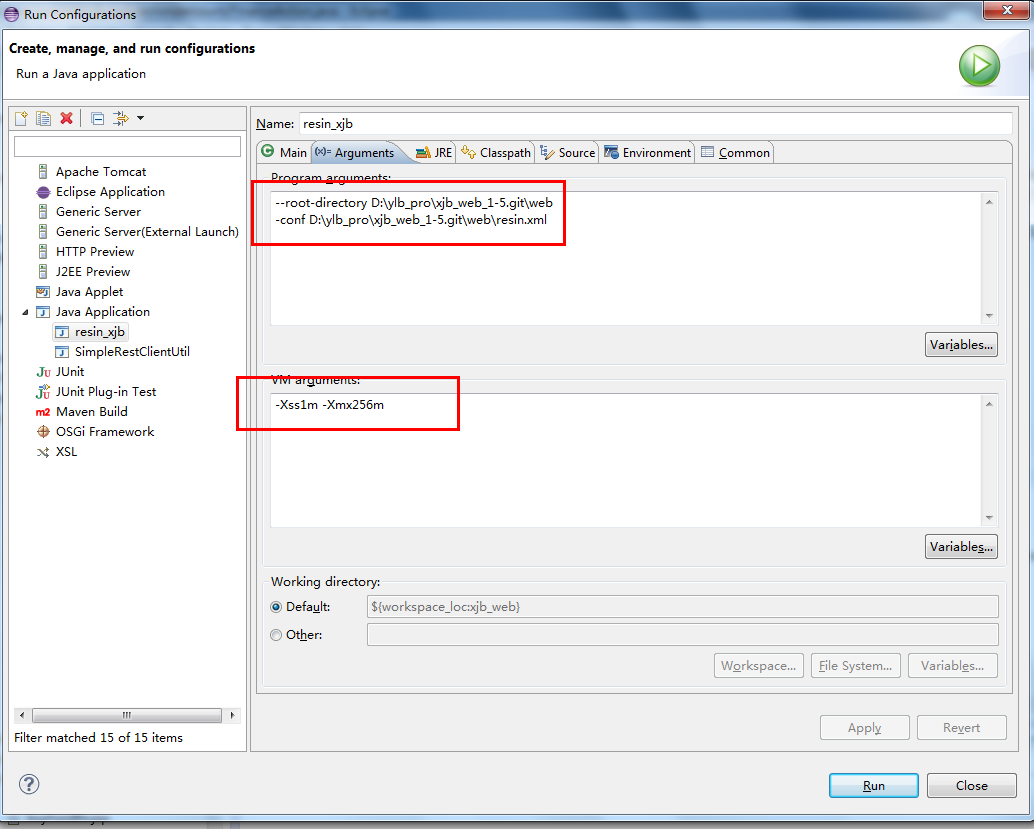 Run Configurations
Create, manage, and run configurations
Run a Java application
Apache Tomcat
Eclipse Application
Generic Server
Generic Server(External Launch)
HTTP Preview
J2EE Preview
Java Applet
Java Application
resin_xjb
SimpleRestClientUtil
JUnit
JUnit Plug-in Test
Maven Build
OSGi Framework
XSL
Filter matched 15 of 15 items
Name: resin_xjb
Main (x)= Arguments JRE Classpath Source Environment Common
Program arguments:
--root-directory D:\ylb_pro\xjb_web_1-5.git\web
-conf D:\ylb_pro\xjb_web_1-5.git\web\resin.xml
Variables...
VM arguments:
-Xss1m -Xmx256m
Variables...
Working directory:
Default: ${workspace_loc:xjb_web}
Other:
Workspace... File System... Variables...
Apply Revert
Run Close